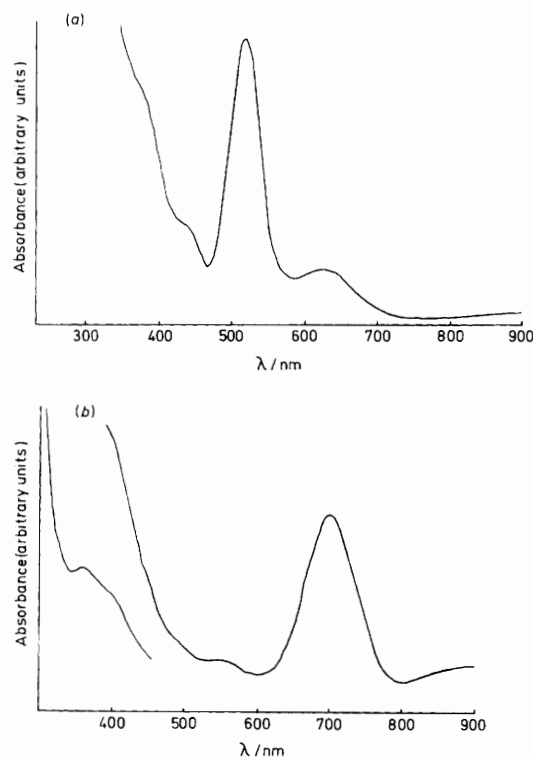 (a)
Absorbance (arbitrary units)
300 400 500 600 700 800 900
λ / nm
(b)
Absorbance (arbitrary units)
400 500 600 700 800 900
λ / nm